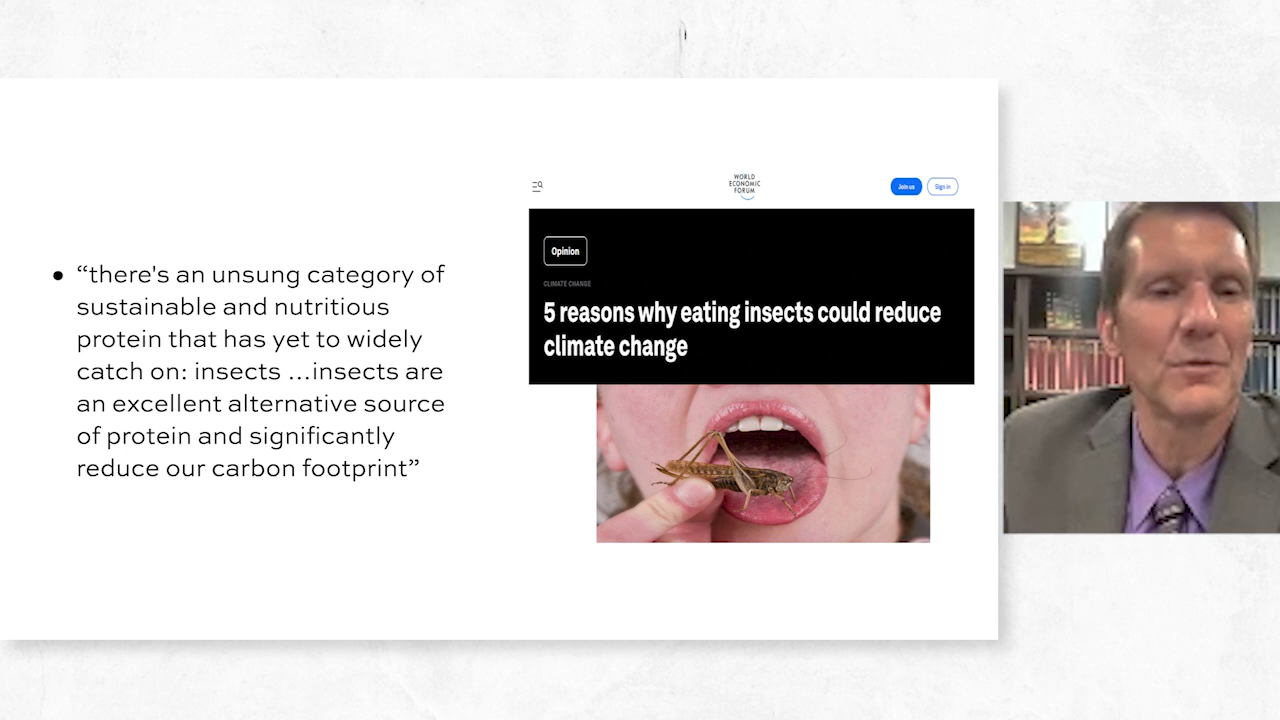 “there's an unsung category of
sustainable and nutritious
protein that has yet to widely
catch on: insects ...insects are
an excellent alternative source
of protein and significantly
reduce our carbon footprint”
WORLD
ECONOMIC
FORUM
Join us
Sign in
Opinion
CLIMATE CHANGE
5 reasons why eating insects could reduce
climate change